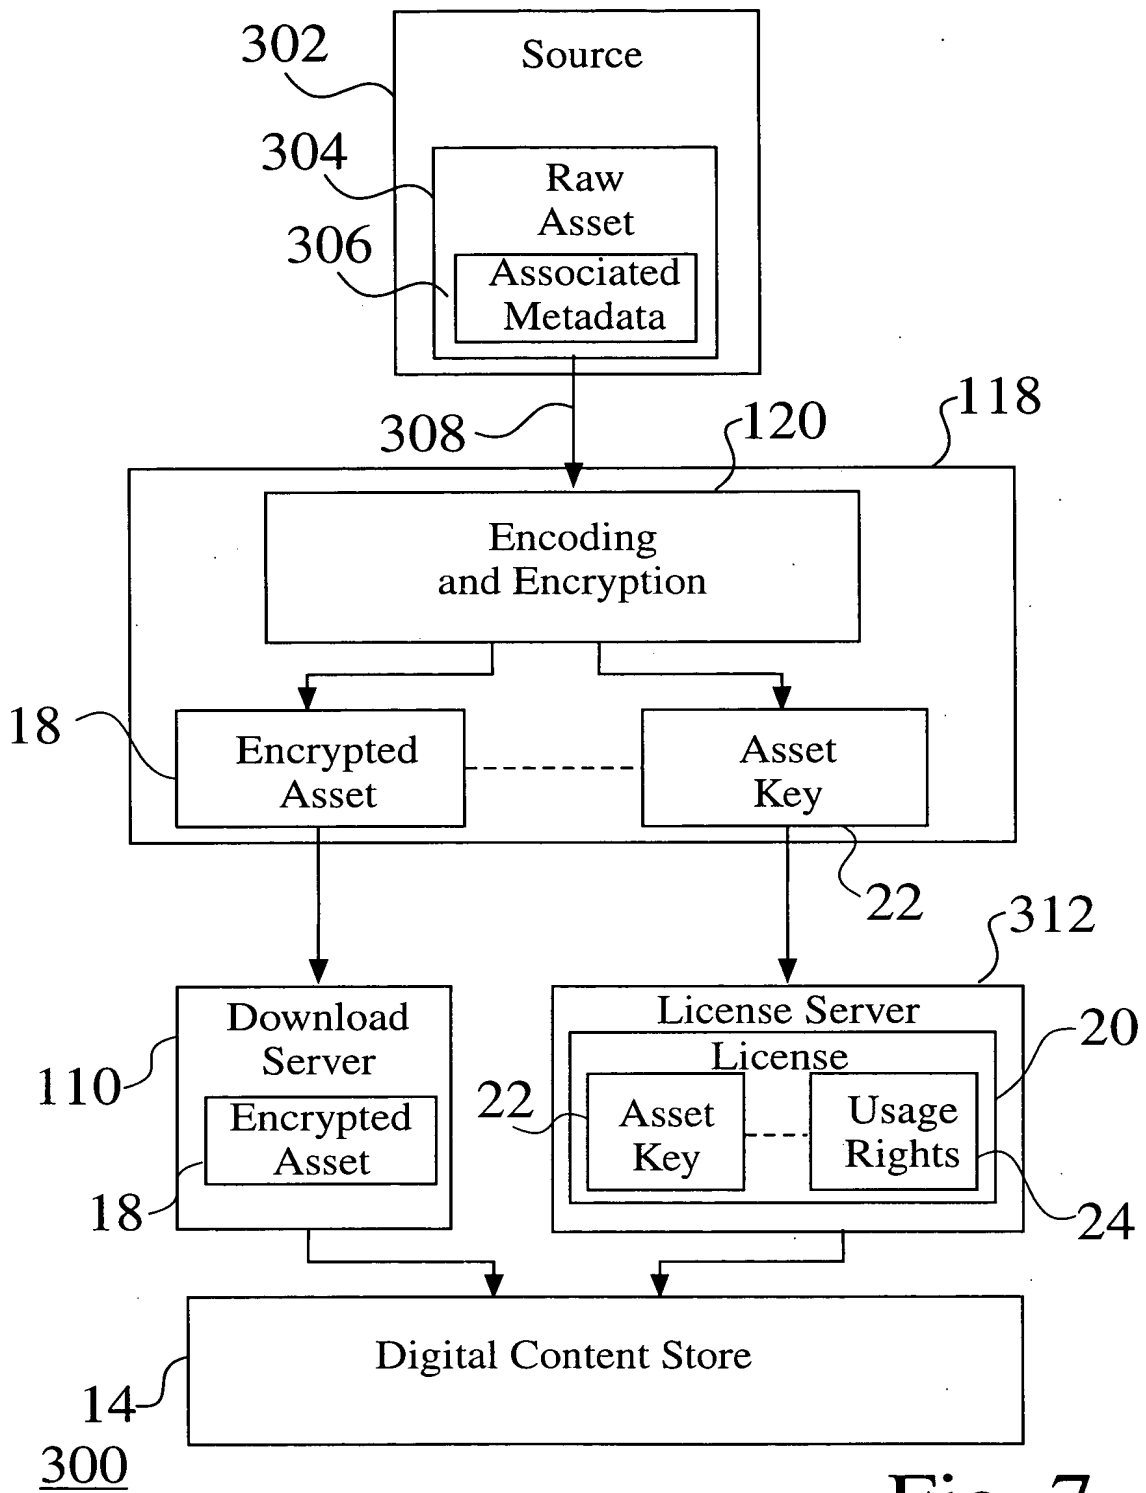 302
Source
304
Raw
Asset
306
Associated
Metadata
308
120
118
Encoding
and Encryption
18
Encrypted
Asset
Asset
Key
22
312
Download
Server
110
Encrypted
Asset
18
License Server
License
20
22
Asset
Key
Usage
Rights
24
Digital Content Store
14
300
Fig. 7